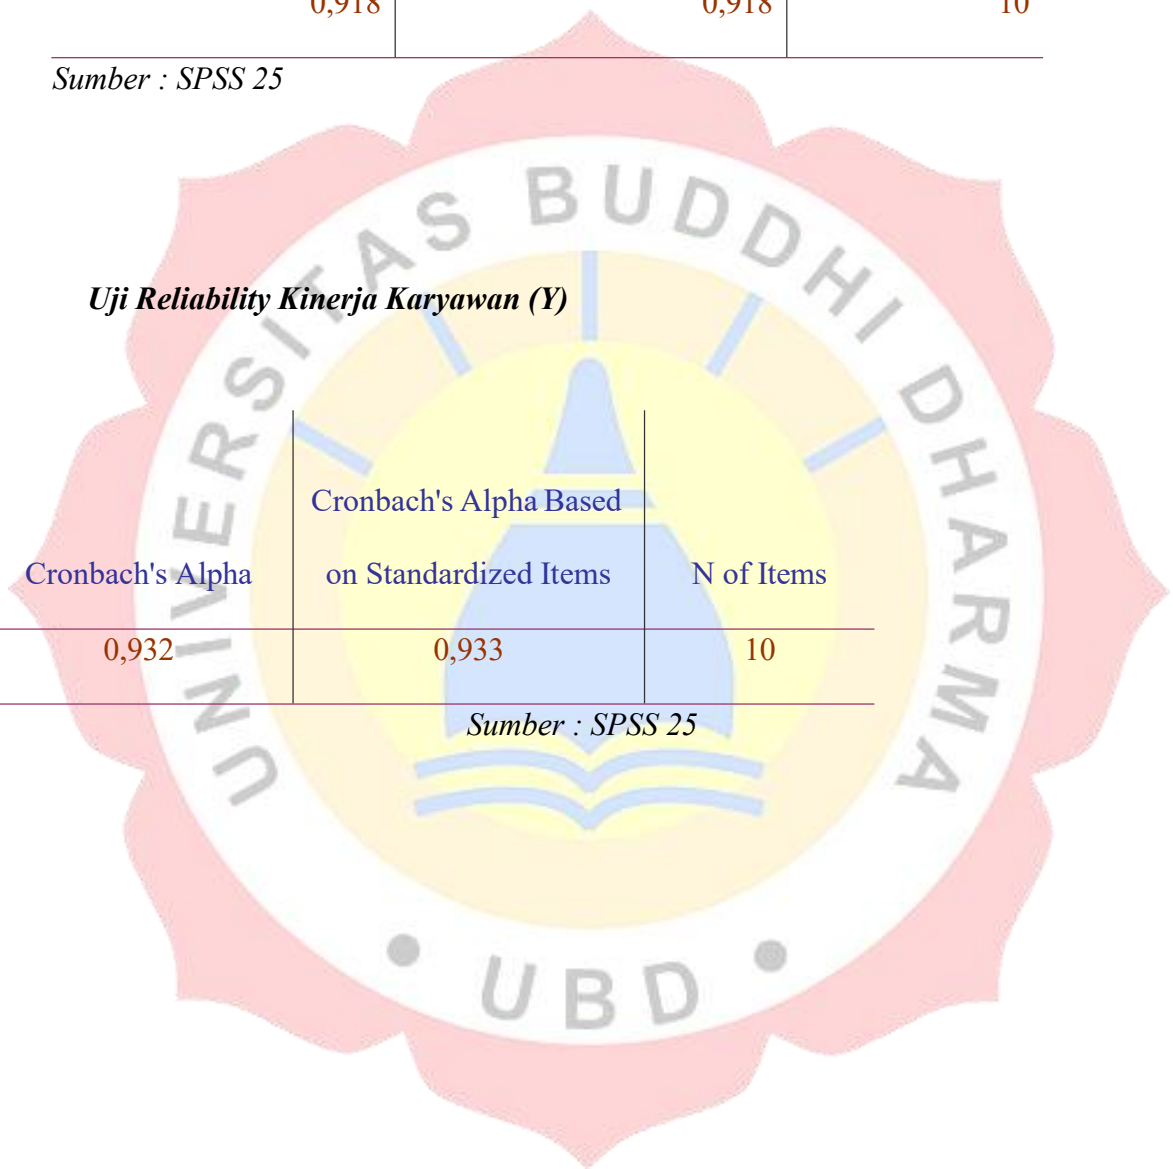 0,918 0,918 10
Sumber : SPSS 25
UNIVERSITAS BUDDHI DHARMA
Uji Reliability Kinerja Karyawan (Y)
Cronbach's Alpha Based
Cronbach's Alpha on Standardized Items N of Items
0,932 0,933 10
Sumber : SPSS 25
• UBD •